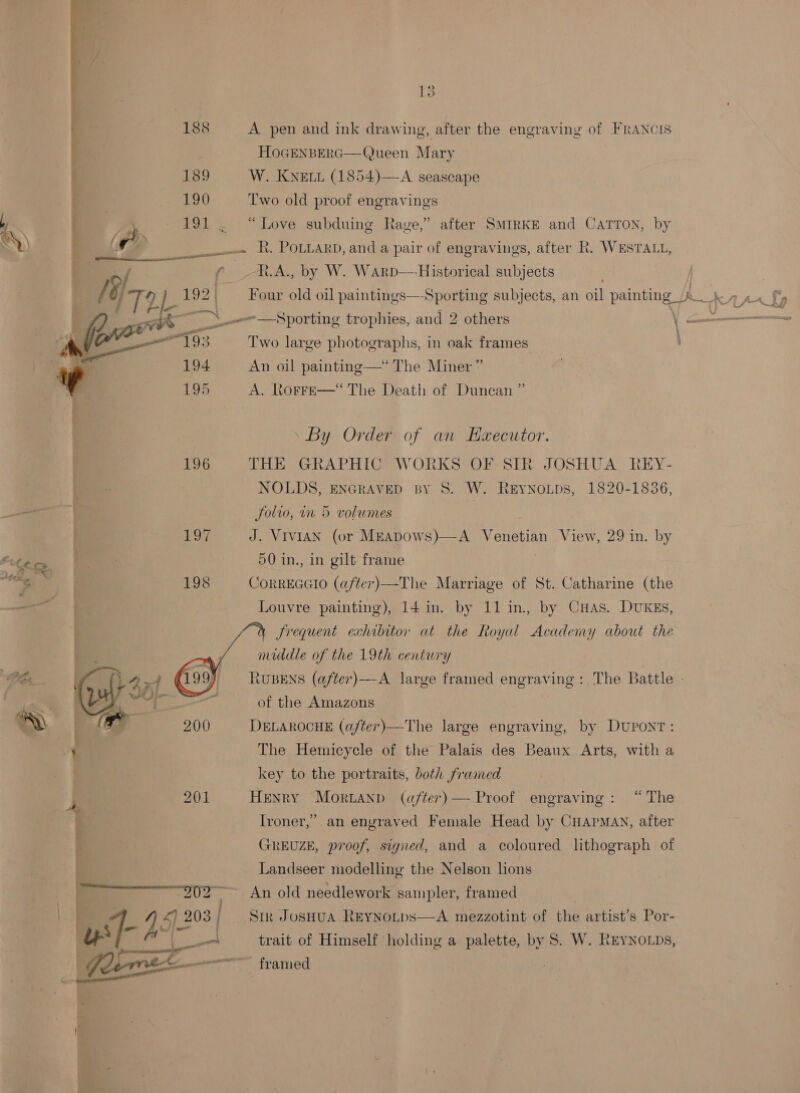 13
188 A pen and ink drawing, after the engraving of FRANCIS
HOGENBERG—Queen Mary
189 W. KNELL (1854)—A seascape
190 Two old proof engravings
191 “Love subduing Rage,” after SMIRKE and CATTON, by
R. POLLARD, and a pair of engravings, after R. WESTALL,
R.A., by W. WARD—Historical subjects
192 Four old oil paintings—Sporting subjects, an oil painting
—Sporting trophies, and 2 others
193 Two large photographs, in oak frames
194 An oil painting—“The Miner”
195 A. ROFFE—“The Death of Duncan”
By Order of an Executor.
196 THE GRAPHIC WORKS OF SIR JOSHUA REY-
NOLDS, ENGRAVED BY S. W. REYNOLDS, 1820-1836,
folio, in 5 volumes
197 J. VIVIAN (or MEADOWS)—A Venetian View, 29 in. by
50 in., in gilt frame
198 CORREGGIO (after)—The Marriage of St. Catharine (the
Louvre painting), 14 in. by 11 in., by CHAS. DUKES,
frequent exhibitor at the Royal Academy about the
middle of the 19th century
199 RUBENS (after)—A large framed engraving: The Battle
of the Amazons
200 DELAROCHE (after)—The large engraving, by DUPONT:
The Hemicycle of the Palais des Beaux Arts, with a
key to the portraits, both framed
201 HENRY MORLAND (after)—Proof engraving: “The
Ironer,” an engraved Female Head by CHAPMAN, after
GREUZE, proof, signed, and a coloured lithograph of
Landseer modelling the Nelson lions
202 An old needlework sampler, framed
203 SIR JOSHUA REYNOLDS—A mezzotint of the artist’s Por-
trait of Himself holding a palette, by S. W. REYNOLDS,
framed